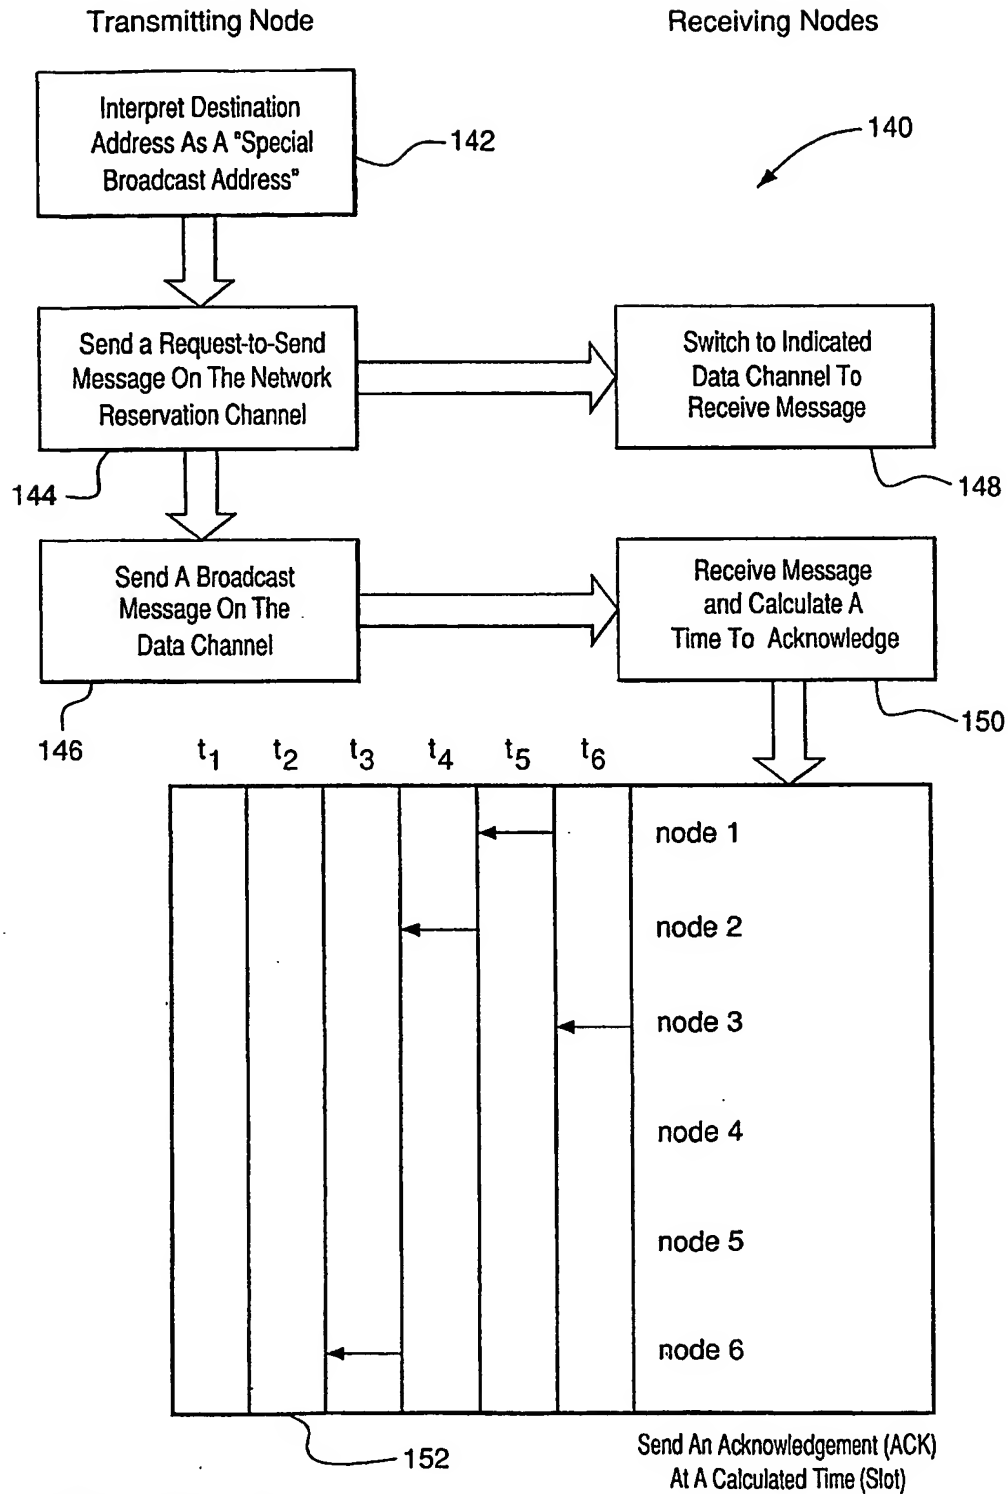 Transmitting Node
Receiving Nodes
Interpret Destination
Address As A "Special
Broadcast Address"
142
140
Send a Request-to-Send
Message On The Network
Reservation Channel
Switch to Indicated
Data Channel To
Receive Message
144
148
Send A Broadcast
Message On The
Data Channel
Receive Message
and Calculate A
Time To Acknowledge
146
150
t1 t2 t3 t4 t5 t6
node 1
node 2
node 3
node 4
node 5
node 6
152
Send An Acknowledgement (ACK)
At A Calculated Time (Slot)